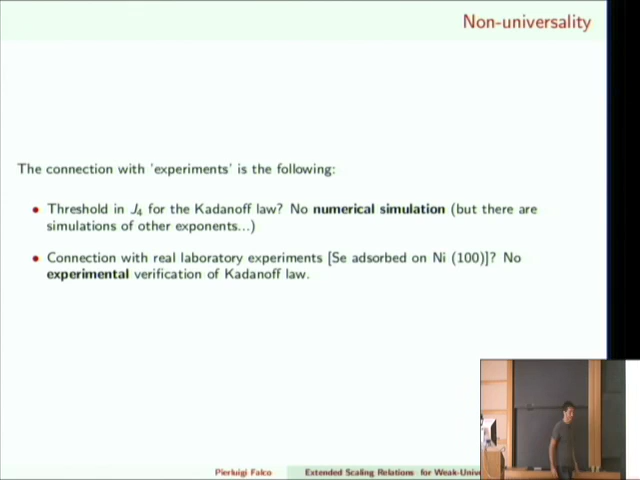 Non-universality
The connection with 'experiments' is the following:
• Threshold in J4 for the Kadanoff law? No numerical simulation (but there are
simulations of other exponents...)
• Connection with real laboratory experiments [Se adsorbed on Ni (100)]? No
experimental verification of Kadanoff law.
Pierluigi Falco Extended Scaling Relations for Weak-Univ